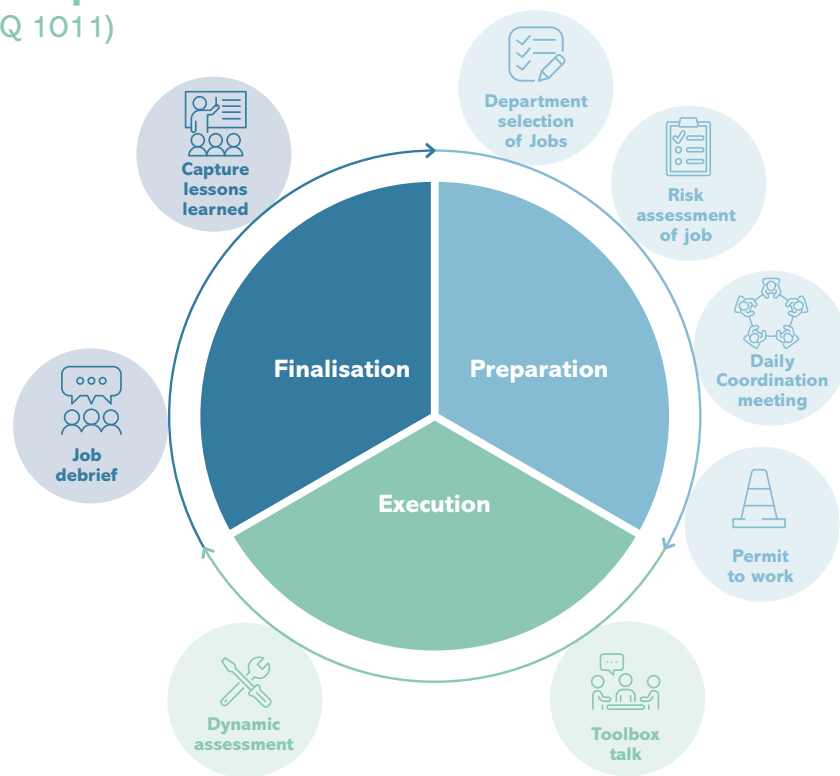 Q 1011)
Department
selection
of Jobs
Risk
assessment
of job
Daily
Coordination
meeting
Permit
to work
Toolbox
talk
Dynamic
assessment
Job
debrief
Capture
lessons
learned
Finalisation
Preparation
Execution